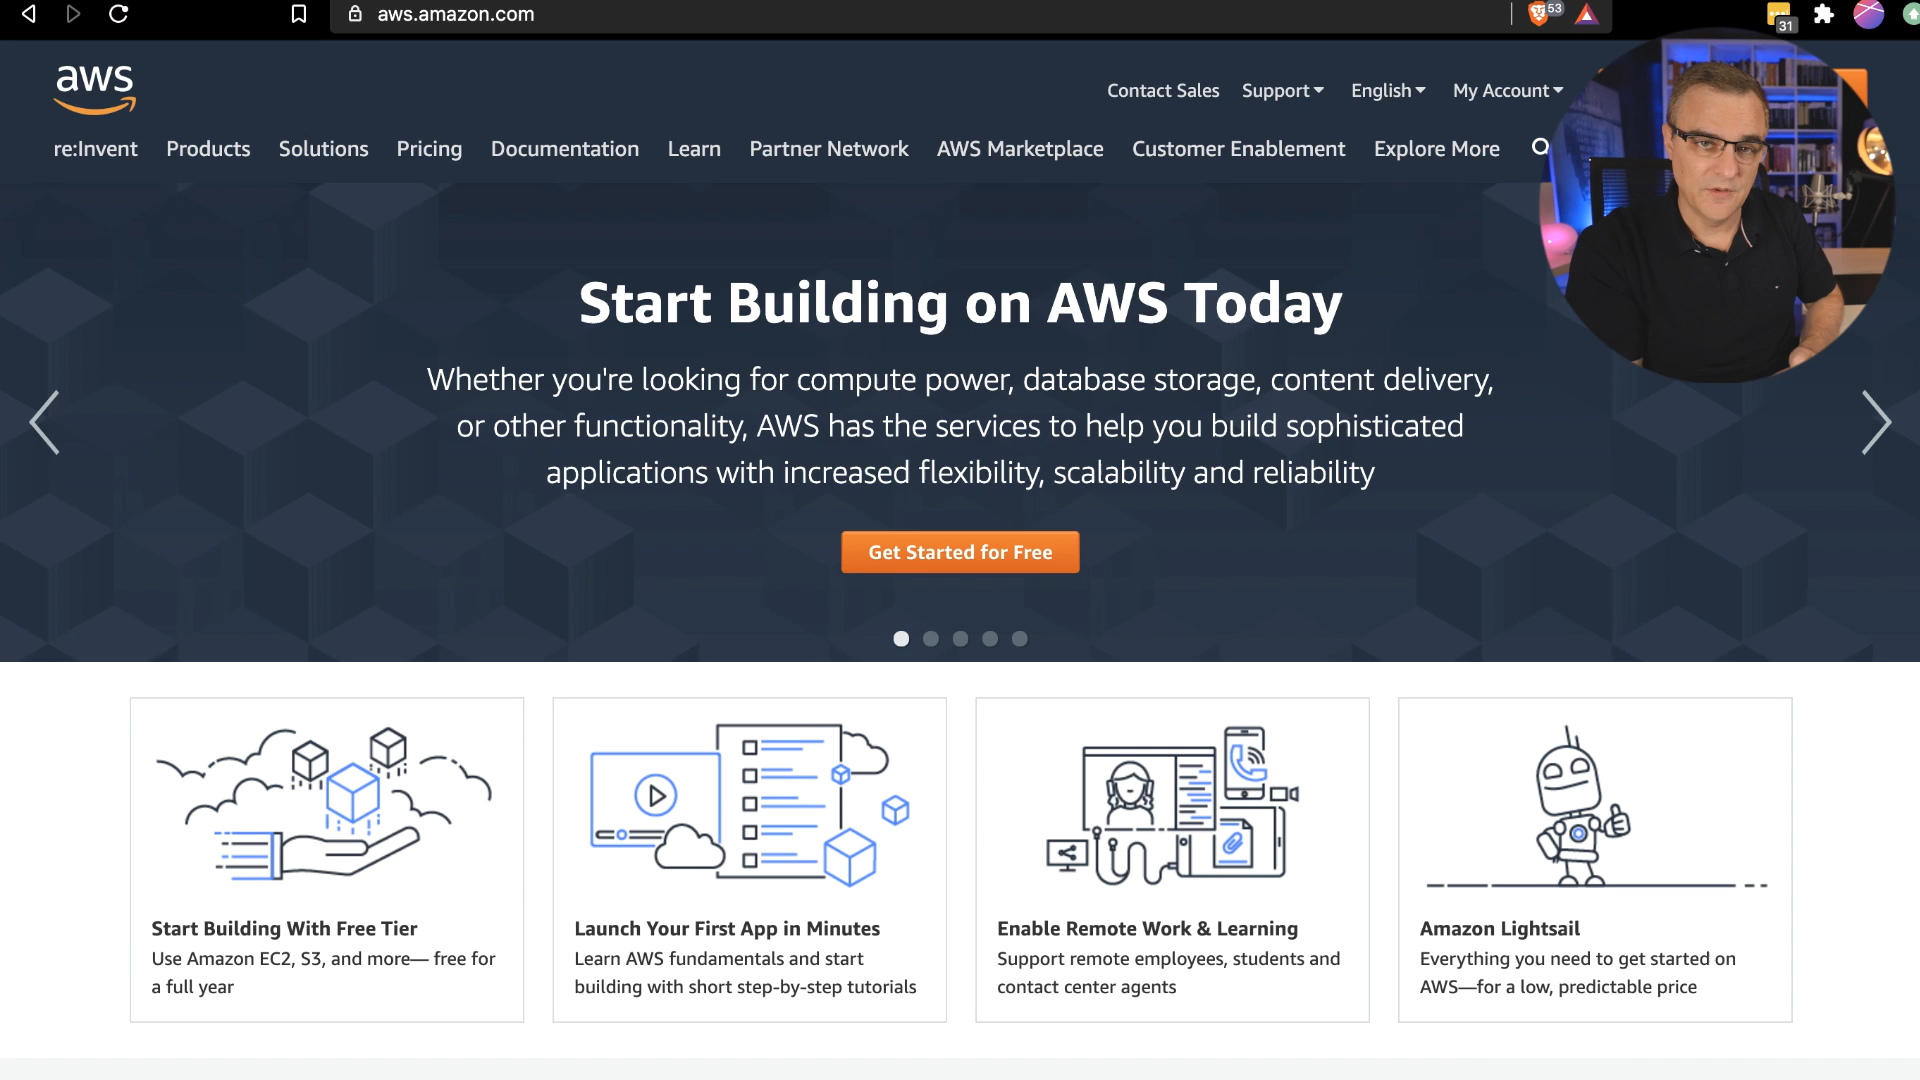 aws.amazon.com
53
31
aws
Contact Sales Support English My Account
re:Invent Products Solutions Pricing Documentation Learn Partner Network AWS Marketplace Customer Enablement Explore More
Start Building on AWS Today
Whether you're looking for compute power, database storage, content delivery,
or other functionality, AWS has the services to help you build sophisticated
applications with increased flexibility, scalability and reliability
Get Started for Free
Start Building With Free Tier
Use Amazon EC2, S3, and more— free for
a full year
Launch Your First App in Minutes
Learn AWS fundamentals and start
building with short step-by-step tutorials
Enable Remote Work & Learning
Support remote employees, students and
contact center agents
Amazon Lightsail
Everything you need to get started on
AWS—for a low, predictable price